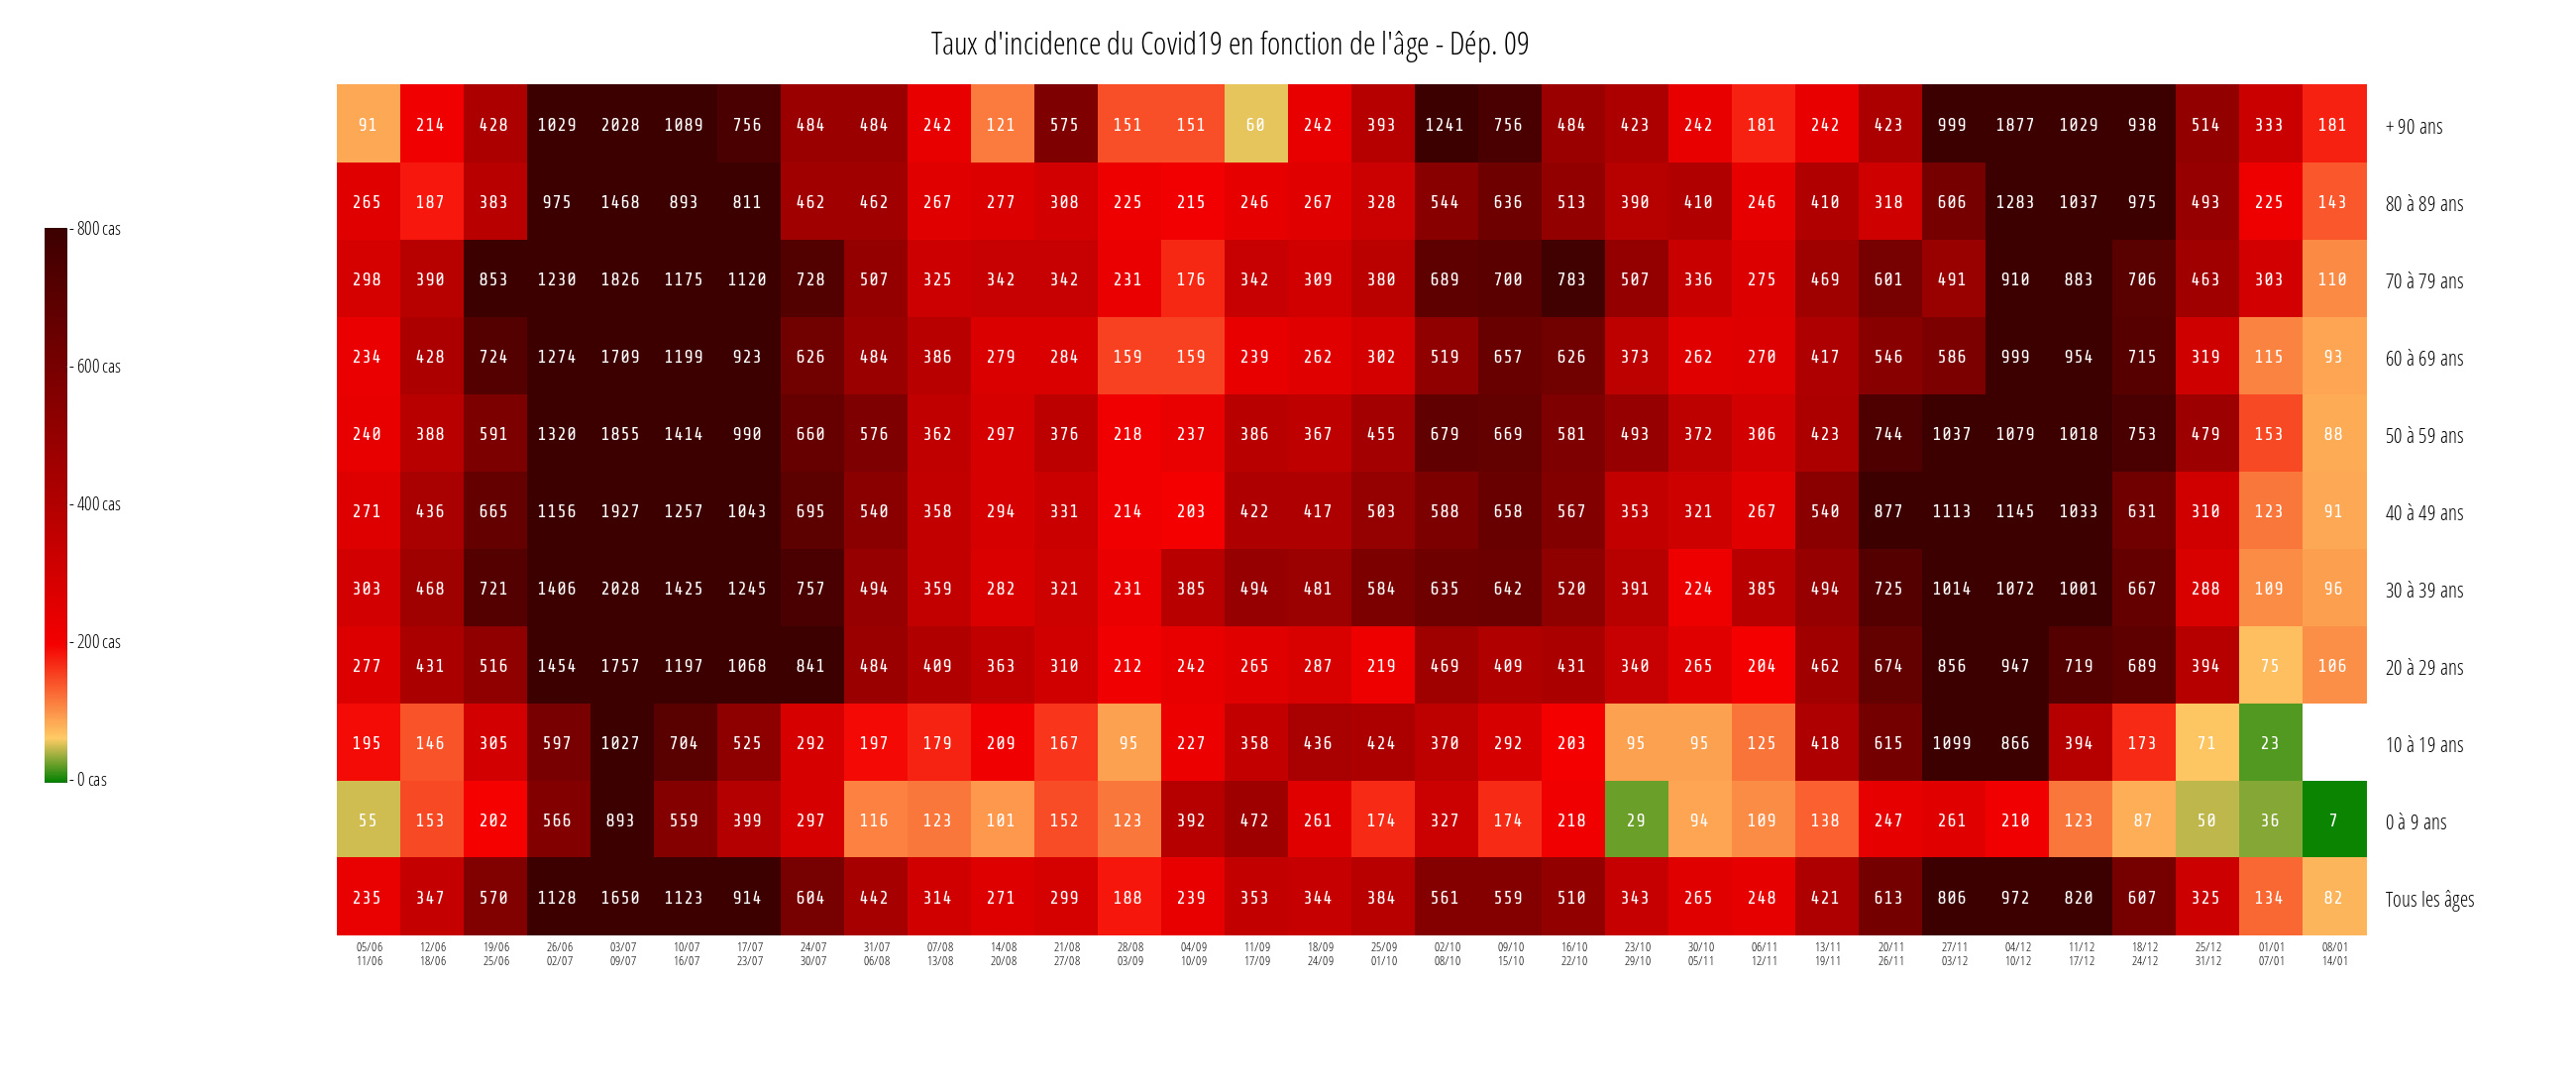 Taux d'incidence du Covid19 en fonction de l'âge - Dép. 09
- 800 cas
- 600 cas
- 400 cas
- 200 cas
- 0 cas
91 214 428 1029 2028 1089 756 484 484 242 121 575 151 151 60 242 393 1241 756 484 423 242 181 242 423 999 1877 1029 938 514 333 181 + 90 ans
265 187 383 975 1468 893 811 462 462 267 277 308 225 215 246 267 328 544 636 513 390 410 246 410 318 606 1283 1037 975 493 225 143 80 à 89 ans
298 390 853 1230 1826 1175 1120 728 507 325 342 342 231 176 342 309 380 689 700 783 507 336 275 469 601 491 910 883 706 463 303 110 70 à 79 ans
234 428 724 1274 1709 1199 923 626 484 386 279 284 159 159 239 262 302 519 657 626 373 262 270 417 546 586 999 954 715 319 115 93 60 à 69 ans
240 388 591 1320 1855 1414 990 660 576 362 297 376 218 237 386 367 455 679 669 581 493 372 306 423 744 1037 1079 1018 753 479 153 88 50 à 59 ans
271 436 665 1156 1927 1257 1043 695 540 358 294 331 214 203 422 417 503 588 658 567 353 321 267 540 877 1113 1145 1033 631 310 123 91 40 à 49 ans
303 468 721 1406 2028 1425 1245 757 494 359 282 321 231 385 494 481 584 635 642 520 391 224 385 494 725 1014 1072 1001 667 288 109 96 30 à 39 ans
277 431 516 1454 1757 1197 1068 841 484 409 363 310 212 242 265 287 219 469 409 431 340 265 204 462 674 856 947 719 689 394 75 106 20 à 29 ans
195 146 305 597 1027 704 525 292 197 179 209 167 95 227 358 436 424 370 292 203 95 95 125 418 615 1099 866 394 173 71 23 10 à 19 ans
55 153 202 566 893 559 399 297 116 123 101 152 123 392 472 261 174 327 174 218 29 94 109 138 247 261 210 123 87 50 36 7 0 à 9 ans
235 347 570 1128 1650 1123 914 604 442 314 271 299 188 239 353 344 384 561 559 510 343 265 248 421 613 806 972 820 607 325 134 82 Tous les âges
05/06 12/06 19/06 26/06 03/07 10/07 17/07 24/07 31/07 07/08 14/08 21/08 28/08 04/09 11/09 18/09 25/09 02/10 09/10 16/10 23/10 30/10 06/11 13/11 20/11 27/11 04/12 11/12 18/12 25/12 01/01 08/01
11/06 18/06 25/06 02/07 09/07 16/07 23/07 30/07 06/08 13/08 20/08 27/08 03/09 10/09 17/09 24/09 01/10 08/10 15/10 22/10 29/10 05/11 12/11 19/11 26/11 03/12 10/12 17/12 24/12 31/12 07/01 14/01